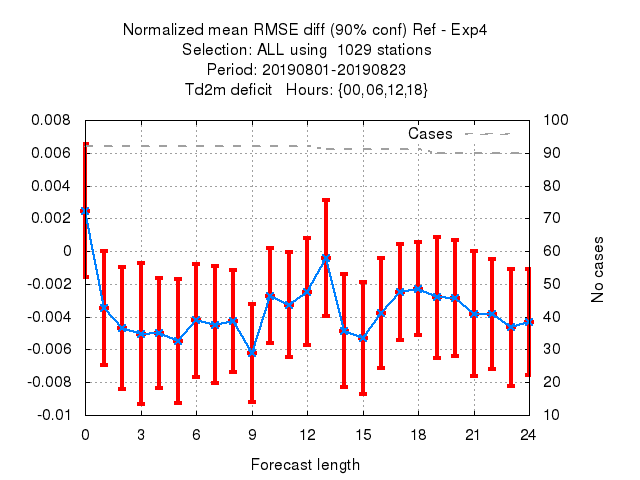 Normalized mean RMSE diff (90% conf) Ref - Exp4
Selection: ALL using  1029 stations
Period: 20190801-20190823
Td2m deficit   Hours: {00,06,12,18}
Cases
0.008
0.006
0.004
0.002
0
-0.002
-0.004
-0.006
-0.008
-0.01
100
90
80
70
60
50
40
30
20
10
No cases
0 3 6 9 12 15 18 21 24
Forecast length